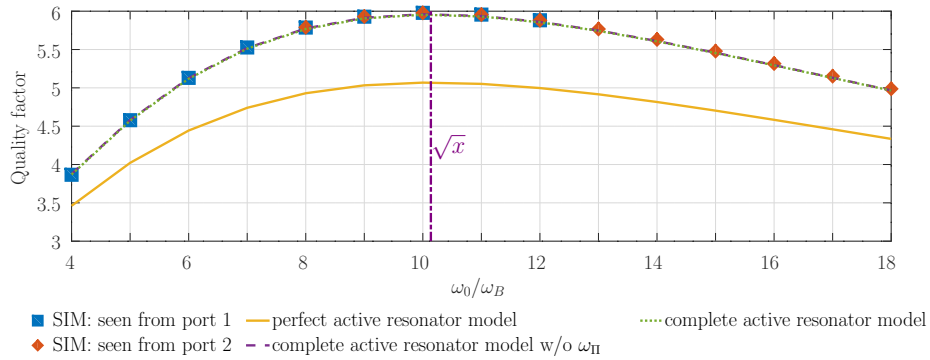 6
5.5
5
4.5
4
3.5
3
Quality factor
√x
4 6 8 10 12 14 16 18
ω₀/ω_B
SIM: seen from port 1 perfect active resonator model complete active resonator model
SIM: seen from port 2 complete active resonator model w/o ω_Π